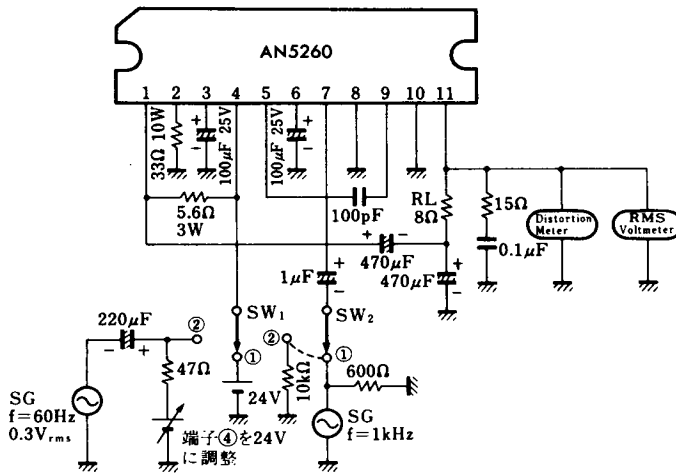 AN5260
1 2 3 4 5 6 7 8 9 10 11
33Ω 10W
100μF 25V
100μF 25V
5.6Ω
3W
100pF
RL
8Ω
15Ω
0.1μF
Distortion
Meter
RMS
Voltmeter
+ −
470μF
470μF
+
−
1μF
+
−
220μF
− +
②
47Ω
SW₁
①
24V
SW₂
②
①
10kΩ
600Ω
SG
f=60Hz
0.3Vrms
端子④を24V
に調整
SG
f=1kHz